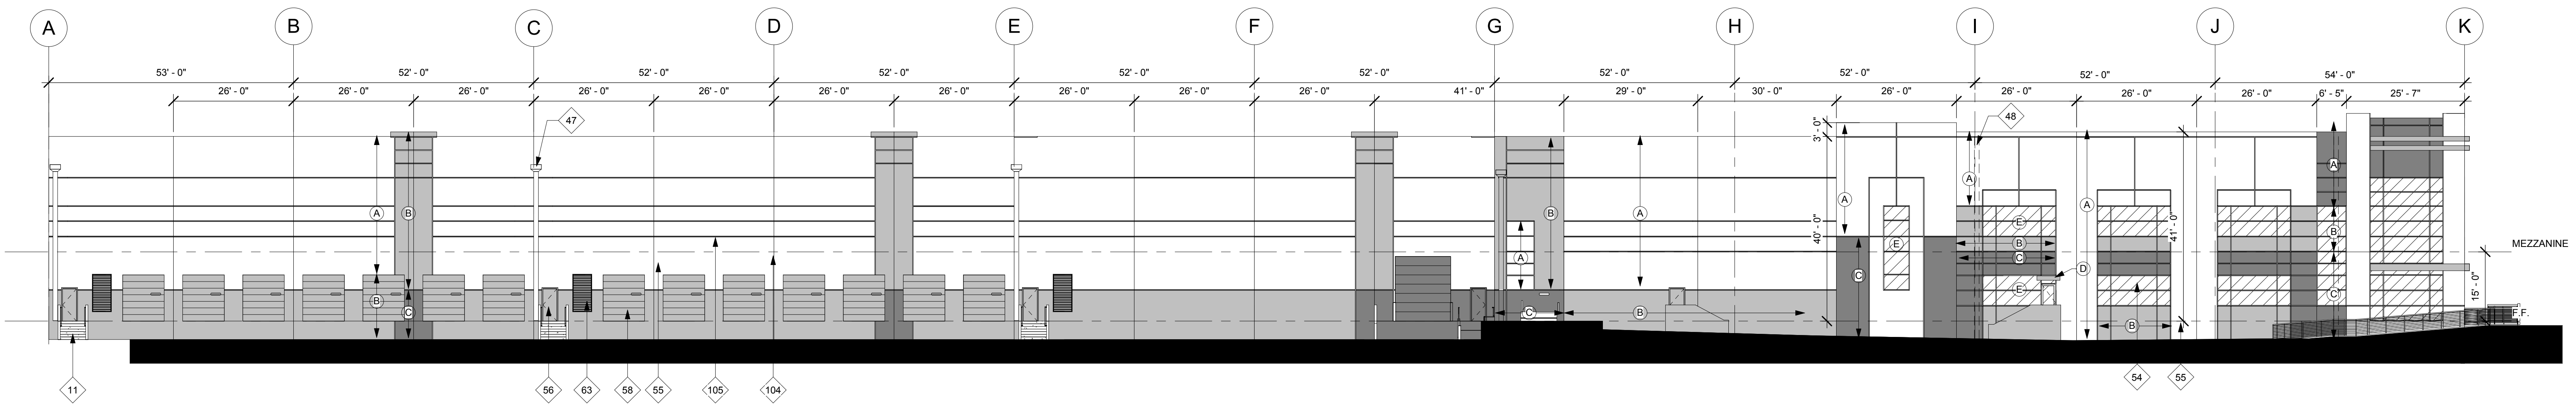 A B C D E F G H I J K
53' - 0" 52' - 0" 52' - 0" 52' - 0" 52' - 0" 52' - 0" 52' - 0" 52' - 0" 52' - 0" 54' - 0"
26' - 0" 26' - 0" 26' - 0" 26' - 0" 26' - 0" 26' - 0" 26' - 0" 26' - 0" 26' - 0" 26' - 0" 41' - 0" 29' - 0" 30' - 0" 26' - 0" 26' - 0" 26' - 0" 26' - 0" 6' - 5" 25' - 7"
47 48
3' - 0"
A B A B A A A A
40' - 0" 41' - 0"
E E B B
MEZZANINE
A C D
B C C E C
15' - 0"
C B B
F.F.
11 56 63 58 55 105 104 54 55